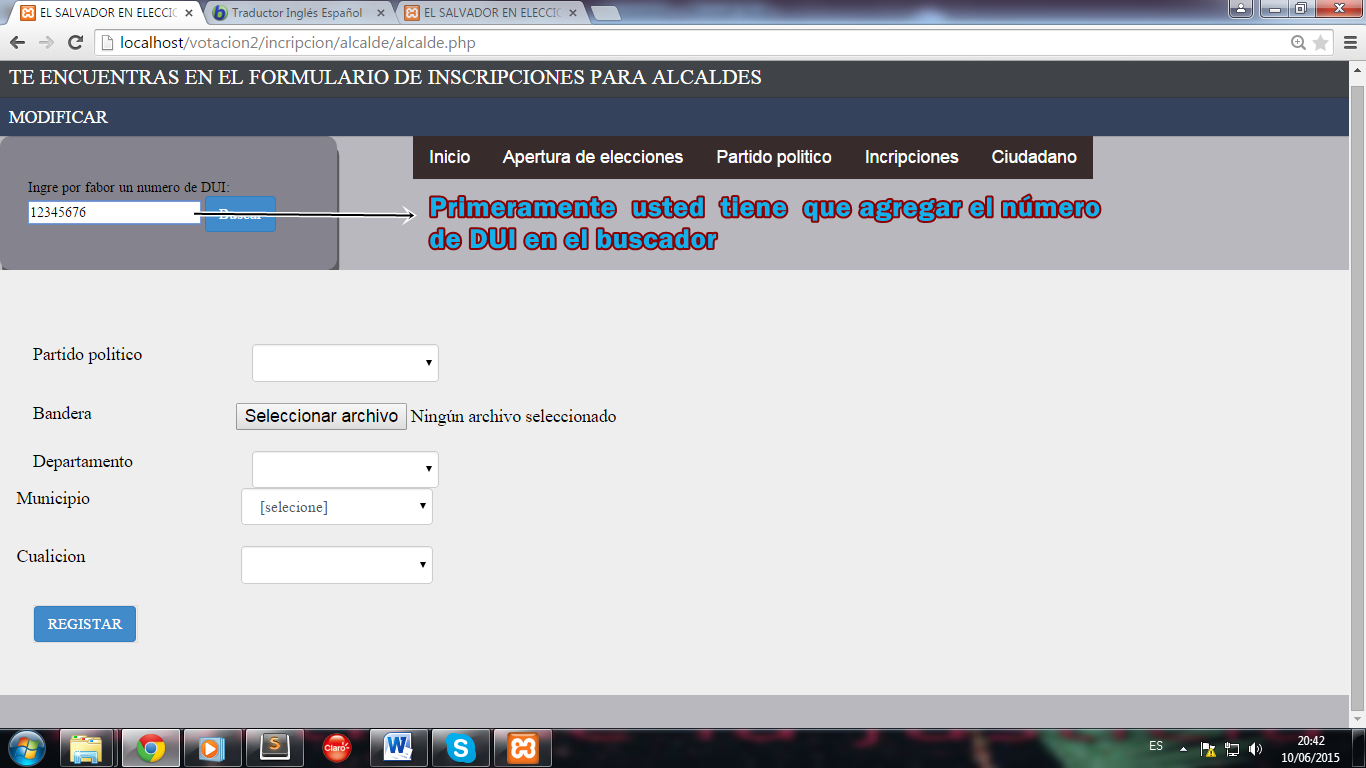 EL SALVADOR EN ELECCIO
Traductor Inglés Español
EL SALVADOR EN ELECCIO
localhost/votacion2/incripcion/alcalde/alcalde.php
TE ENCUENTRAS EN EL FORMULARIO DE INSCRIPCIONES PARA ALCALDES
MODIFICAR
Inicio Apertura de elecciones Partido politico Incripciones Ciudadano
Ingre por fabor un numero de DUI:
12345676 Buscar
Primeramente usted tiene que agregar el número
de DUI en el buscador
Partido politico
Bandera Seleccionar archivo Ningún archivo seleccionado
Departamento
Municipio [selecione]
Cualicion
REGISTAR
Claro
ES
20:42
10/06/2015